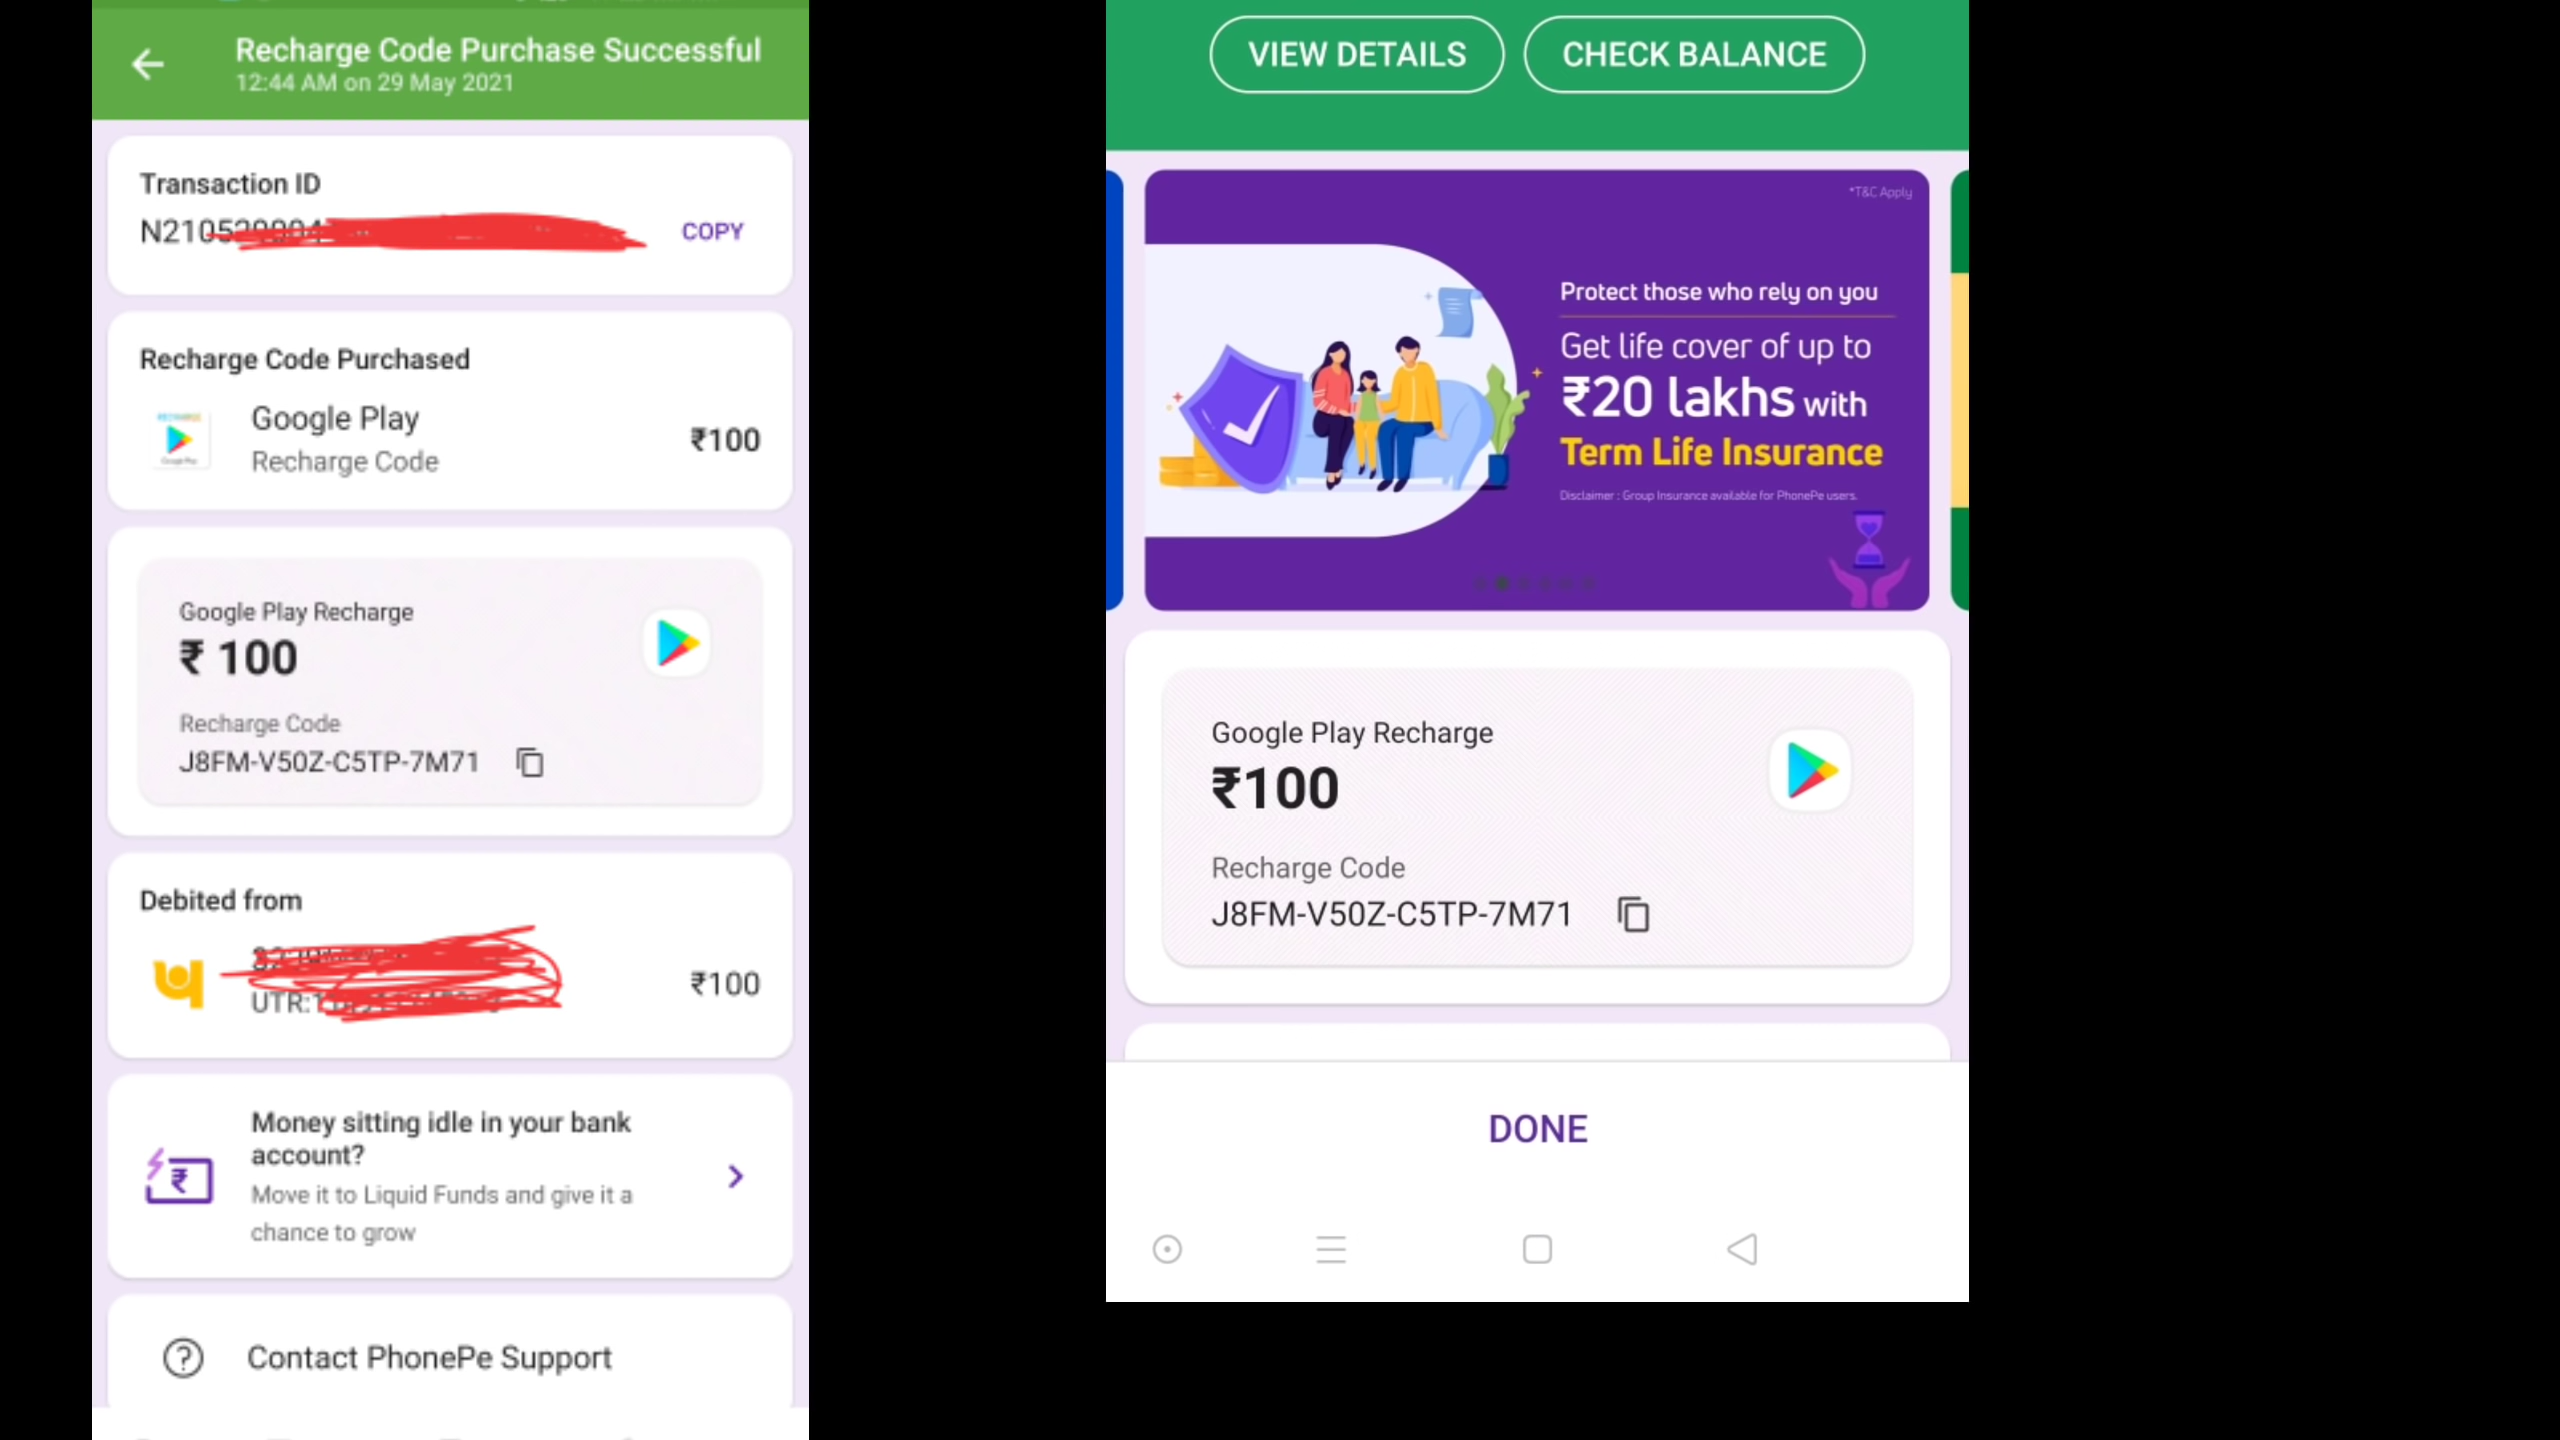 Recharge Code Purchase Successful
12:44 AM on 29 May 2021
Transaction ID
COPY
Recharge Code Purchased
Google Play
Recharge Code
₹100
Google Play Recharge
₹ 100
Recharge Code
J8FM-V50Z-C5TP-7M71
Debited from
UTR:
₹100
Money sitting idle in your bank
account?
Move it to Liquid Funds and give it a
chance to grow
Contact PhonePe Support
VIEW DETAILS
CHECK BALANCE
*T&C Apply
Protect those who rely on you
Get life cover of up to
₹20 lakhs with
Term Life Insurance
Disclaimer : Group Insurance available for PhonePe users.
Google Play Recharge
₹100
Recharge Code
J8FM-V50Z-C5TP-7M71
DONE